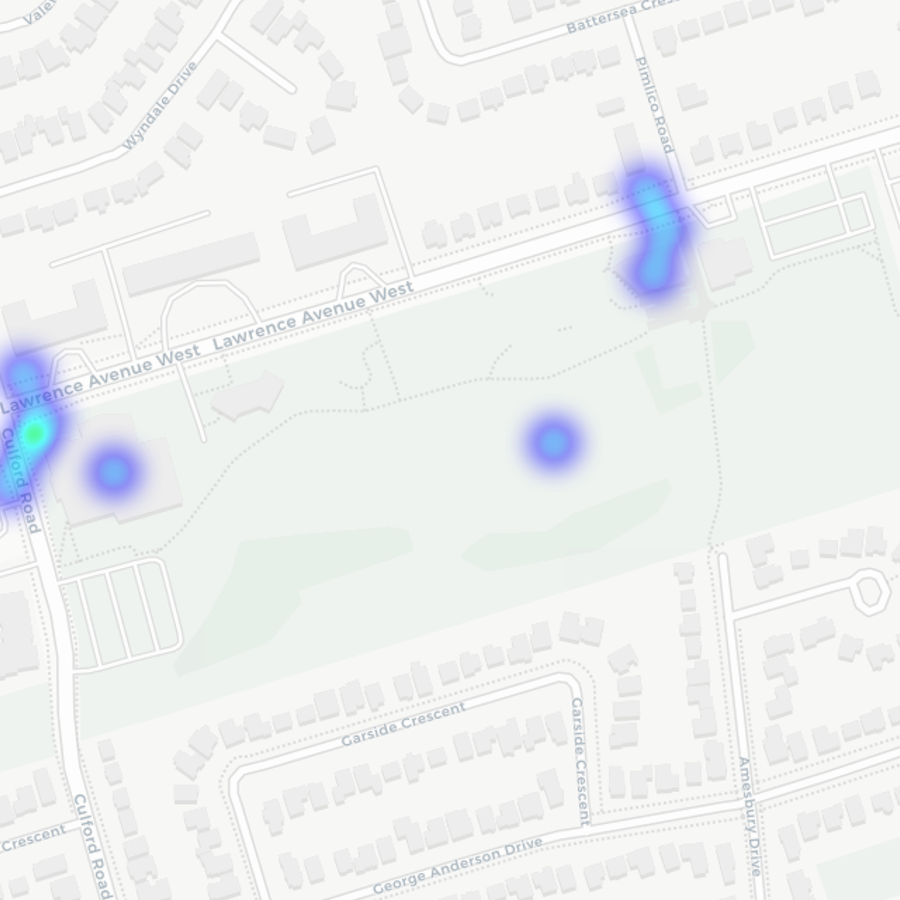 Battersea Cres
Wyndale Drive
Pimlico Road
Lawrence Avenue West
Lawrence Avenue West
Culford Road
Garside Crescent
Garside Crescent
Culford Road
Amesbury Drive
Crescent
George Anderson Drive